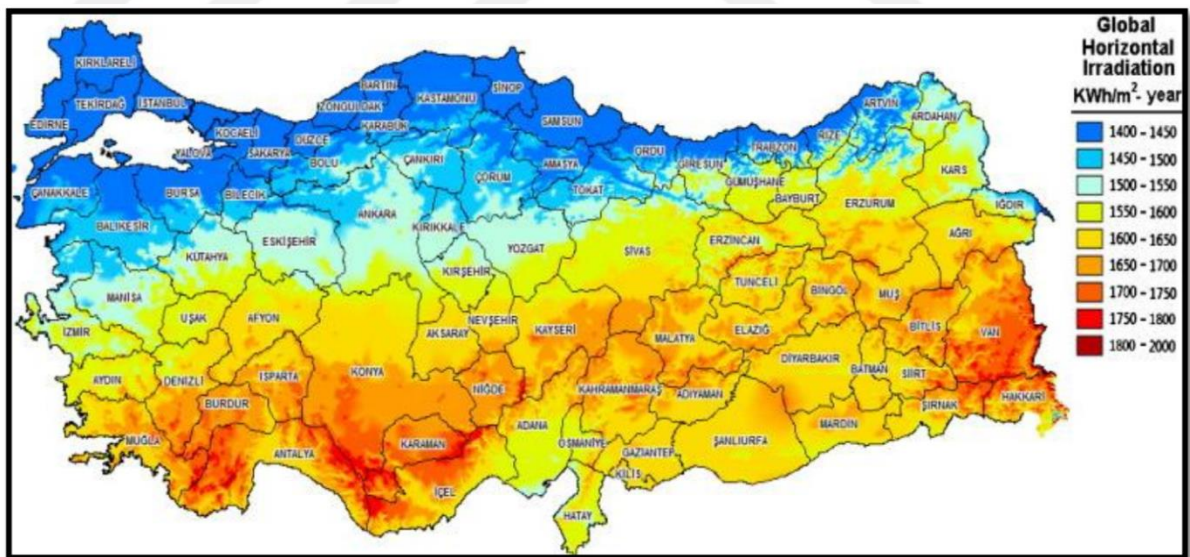 Global
Horizontal
Irradiation
KWh/m²- year
1400 - 1450
1450 - 1500
1500 - 1550
1550 - 1600
1600 - 1650
1650 - 1700
1700 - 1750
1750 - 1800
1800 - 2000
KIRKLARELİ
TEKİRDAĞ
İSTANBUL
EDİRNE
KOCAELİ
YALOVA
SAKARYA
DÜZCE
BOLU
ZONGULDAK
BARTIN
KARABÜK
KASTAMONU
SİNOP
ÇANKIRI
SAMSUN
AMASYA
ÇORUM
TOKAT
ORDU
GİRESUN
TRABZON
GÜMÜŞHANE
BAYBURT
RİZE
ARTVİN
ARDAHAN
KARS
IĞDIR
ERZURUM
AĞRI
ÇANAKKALE
BURSA
BİLECİK
BALIKESİR
KÜTAHYA
ESKİŞEHİR
ANKARA
KIRIKKALE
YOZGAT
KIRŞEHİR
SİVAS
ERZİNCAN
TUNCELİ
BİNGÖL
MUŞ
BİTLİS
VAN
MANİSA
İZMİR
UŞAK
AFYON
AKSARAY
NEVŞEHİR
KAYSERİ
MALATYA
ELAZIĞ
DİYARBAKIR
BATMAN
SİİRT
ŞIRNAK
HAKKARİ
AYDIN
DENİZLİ
ISPARTA
BURDUR
KONYA
NİĞDE
KAHRAMANMARAŞ
ADIYAMAN
MARDİN
MUĞLA
ANTALYA
KARAMAN
İÇEL
ADANA
OSMANİYE
GAZİANTEP
KİLİS
ŞANLIURFA
HATAY